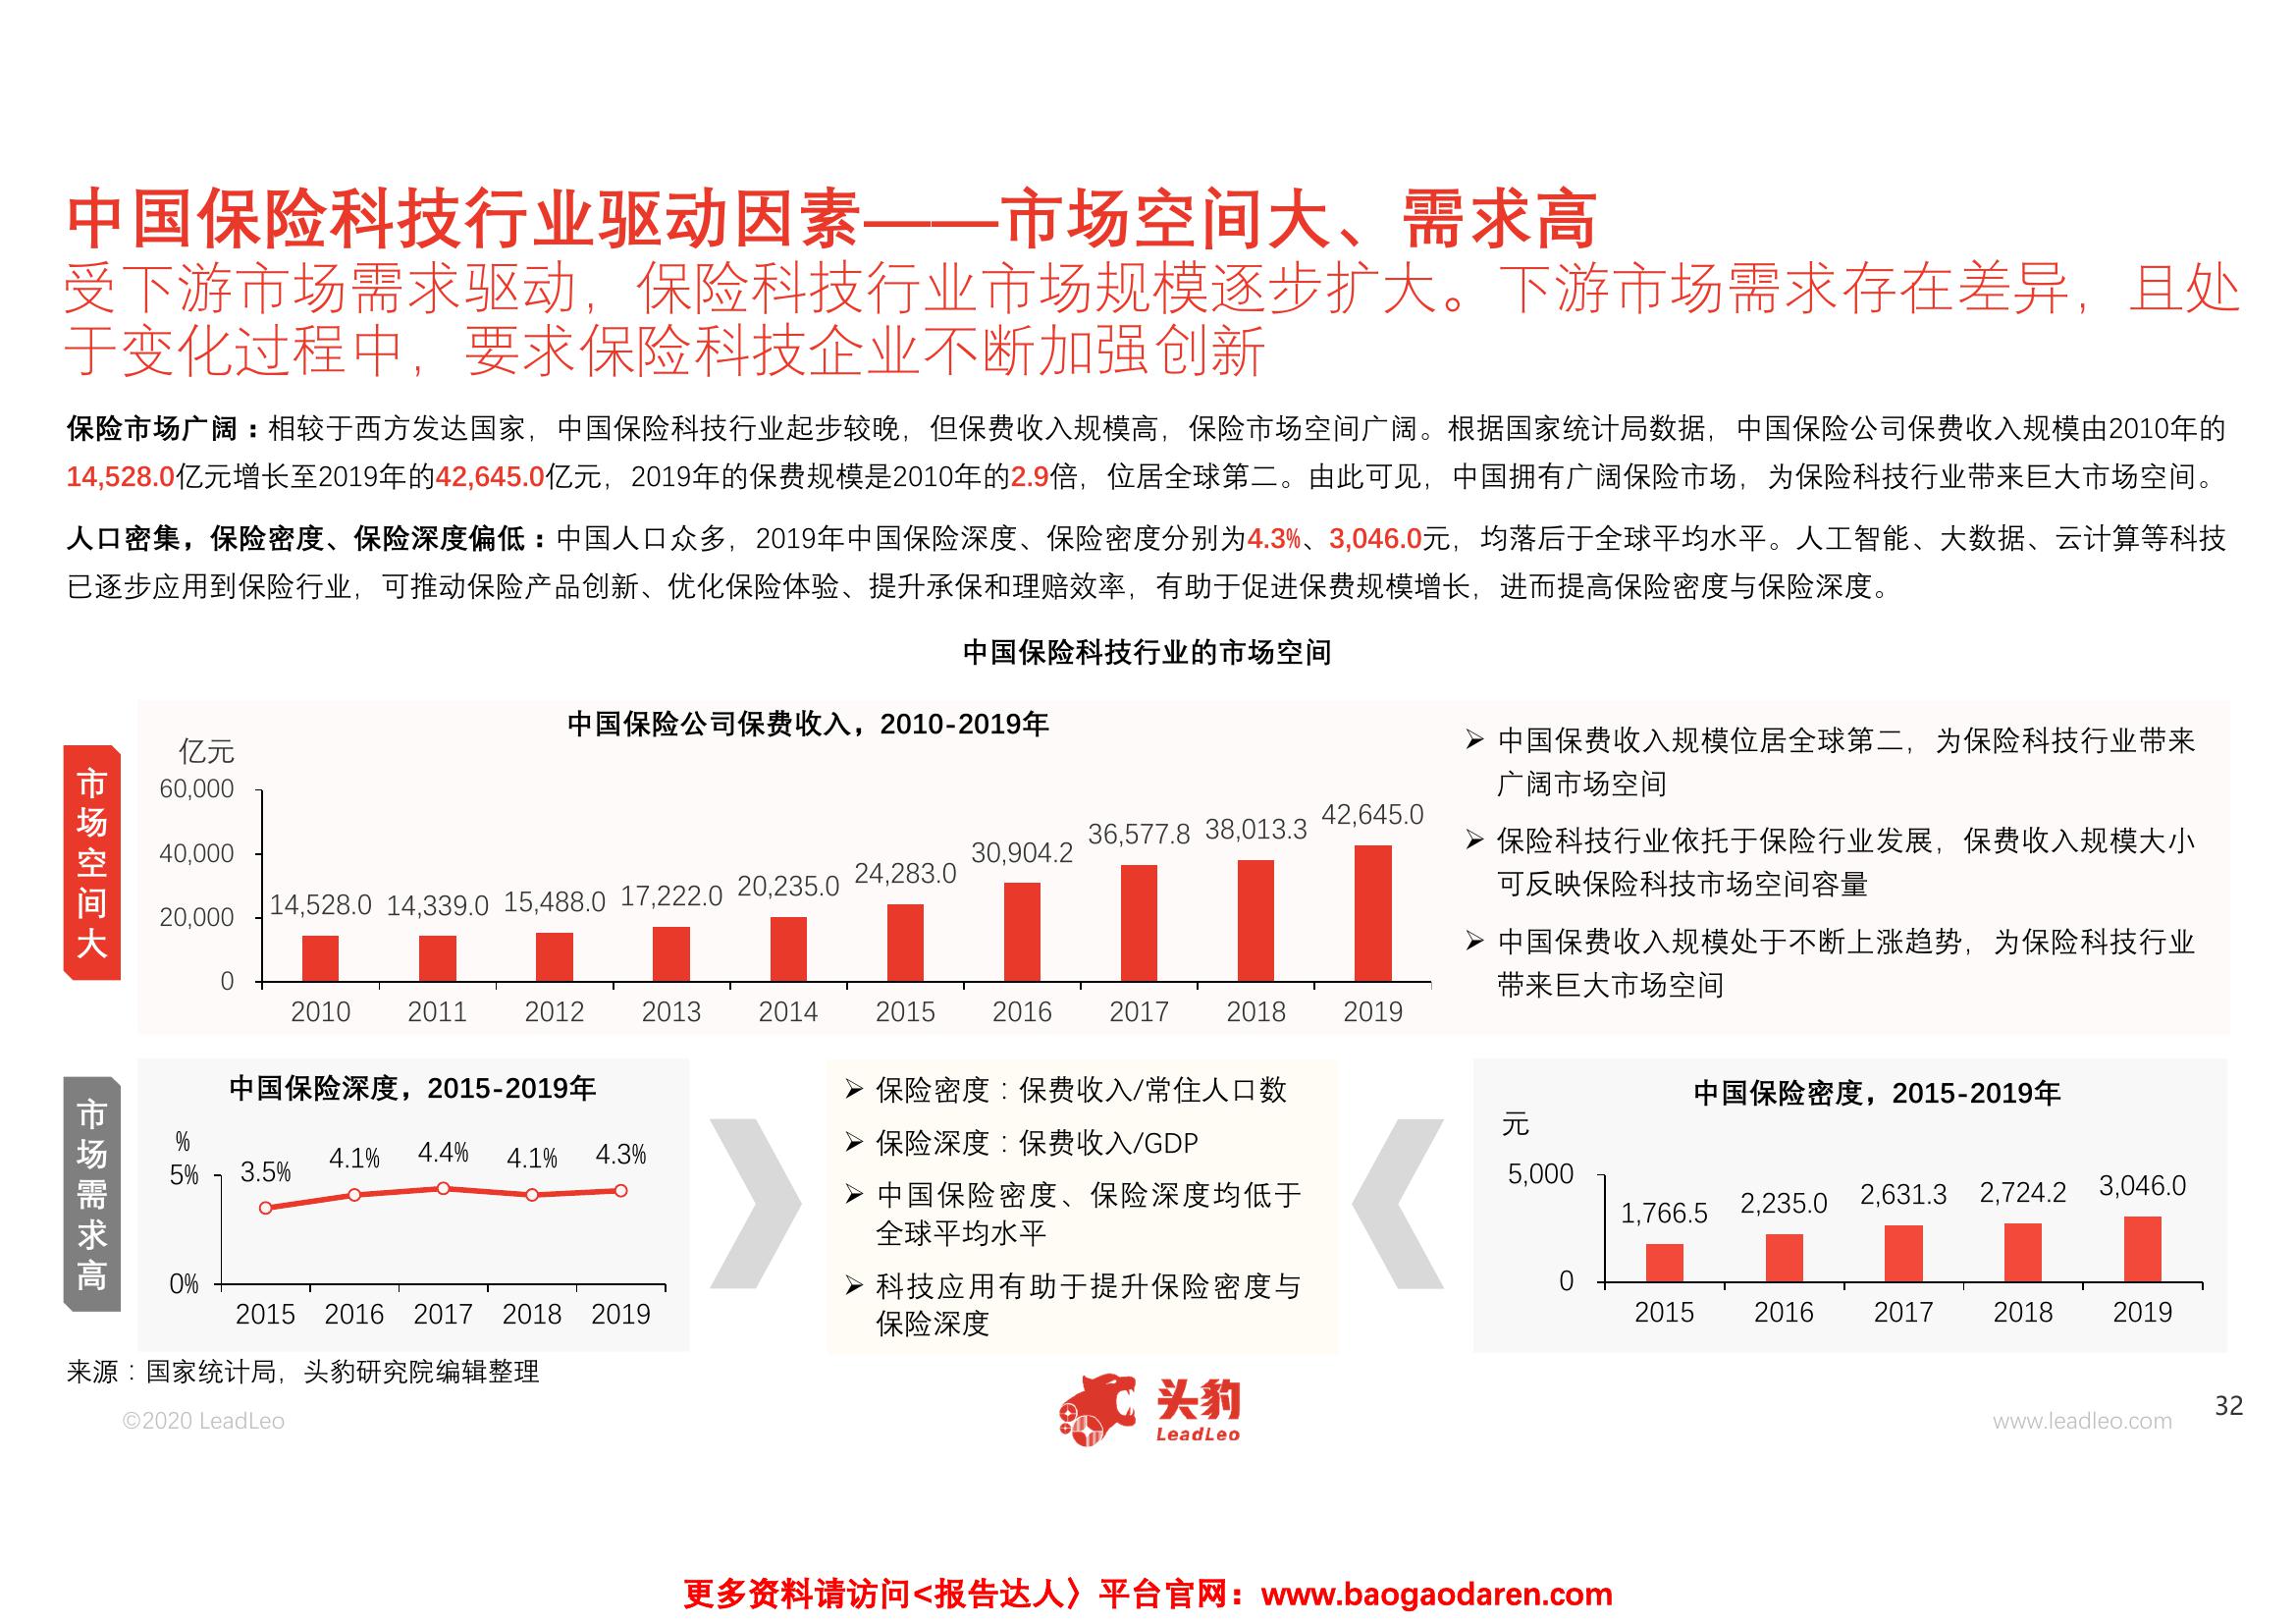 中国保险科技行业驱动因素——市场空间大、需求高
受下游市场需求驱动，保险科技行业市场规模逐步扩大。下游市场需求存在差异，且处
于变化过程中，要求保险科技企业不断加强创新
保险市场广阔：相较于西方发达国家，中国保险科技行业起步较晚，但保费收入规模高，保险市场空间广阔。根据国家统计局数据，中国保险公司保费收入规模由2010年的
14,528.0亿元增长至2019年的42,645.0亿元，2019年的保费规模是2010年的2.9倍，位居全球第二。由此可见，中国拥有广阔保险市场，为保险科技行业带来巨大市场空间。
人口密集，保险密度、保险深度偏低：中国人口众多，2019年中国保险深度、保险密度分别为4.3%、3,046.0元，均落后于全球平均水平。人工智能、大数据、云计算等科技
已逐步应用到保险行业，可推动保险产品创新、优化保险体验、提升承保和理赔效率，有助于促进保费规模增长，进而提高保险密度与保险深度。
中国保险科技行业的市场空间
市场空间大
中国保险公司保费收入，2010-2019年
亿元
60,000
40,000
20,000
0
14,528.0 14,339.0 15,488.0 17,222.0 20,235.0 24,283.0 30,904.2 36,577.8 38,013.3 42,645.0
2010 2011 2012 2013 2014 2015 2016 2017 2018 2019
➢ 中国保费收入规模位居全球第二，为保险科技行业带来
广阔市场空间
➢ 保险科技行业依托于保险行业发展，保费收入规模大小
可反映保险科技市场空间容量
➢ 中国保费收入规模处于不断上涨趋势，为保险科技行业
带来巨大市场空间
市场需求高
中国保险深度，2015-2019年
%
5%
0%
3.5% 4.1% 4.4% 4.1% 4.3%
2015 2016 2017 2018 2019
➢ 保险密度：保费收入/常住人口数
➢ 保险深度：保费收入/GDP
➢ 中国保险密度、保险深度均低于
全球平均水平
➢ 科技应用有助于提升保险密度与
保险深度
中国保险密度，2015-2019年
元
5,000
0
1,766.5 2,235.0 2,631.3 2,724.2 3,046.0
2015 2016 2017 2018 2019
来源：国家统计局，头豹研究院编辑整理
©2020 LeadLeo
头豹
LeadLeo
www.leadleo.com
32
更多资料请访问<报告达人〉平台官网：www.baogaodaren.com